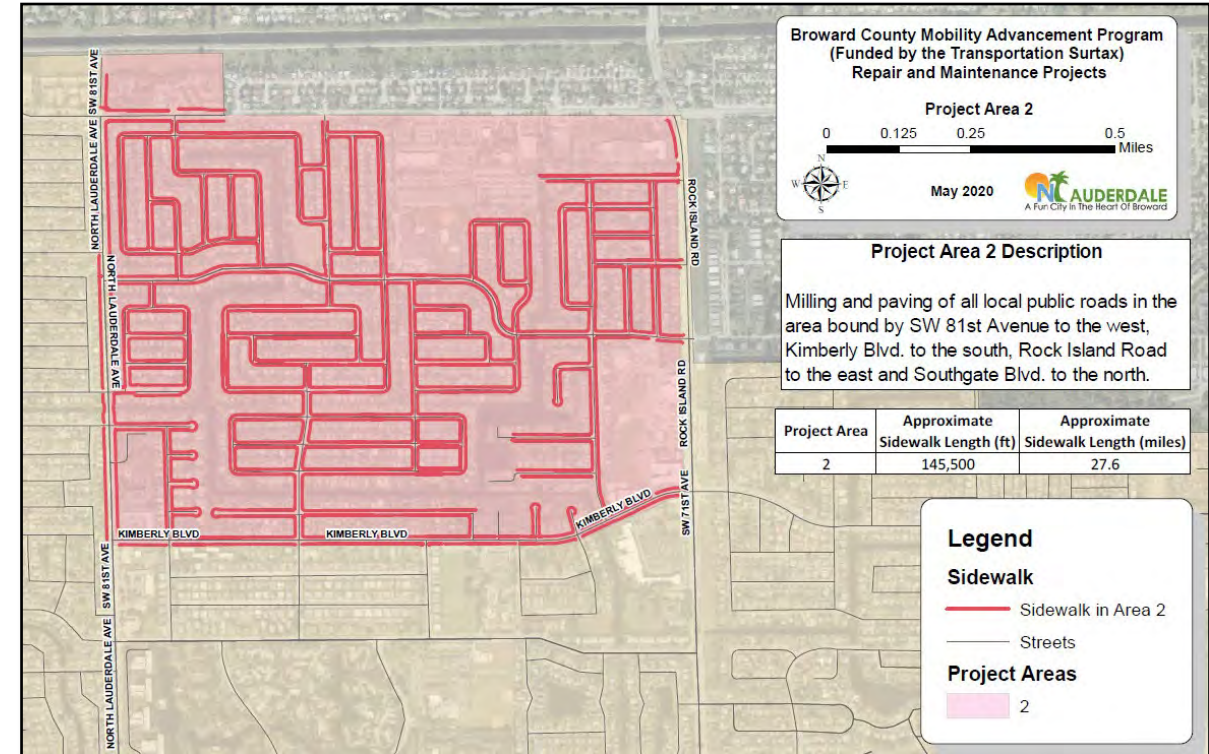 Broward County Mobility Advancement Program
(Funded by the Transportation Surtax)
Repair and Maintenance Projects
Project Area 2
0 0.125 0.25 0.5
Miles
N
W E
S
May 2020
NLAUDERDALE
A Fun City In The Heart Of Broward
Project Area 2 Description
Milling and paving of all local public roads in the
area bound by SW 81st Avenue to the west,
Kimberly Blvd. to the south, Rock Island Road
to the east and Southgate Blvd. to the north.
Project Area Approximate Sidewalk Length (ft) Approximate Sidewalk Length (miles)
2 145,500 27.6
Legend
Sidewalk
Sidewalk in Area 2
Streets
Project Areas
2
SW 81ST AVE
NORTH LAUDERDALE AVE
NORTH LAUDERDALE AVE
ROCK ISLAND RD
ROCK ISLAND RD
SW 71ST AVE
KIMBERLY BLVD
KIMBERLY BLVD
KIMBERLY BLVD
SW 81ST AVE
NORTH LAUDERDALE AVE